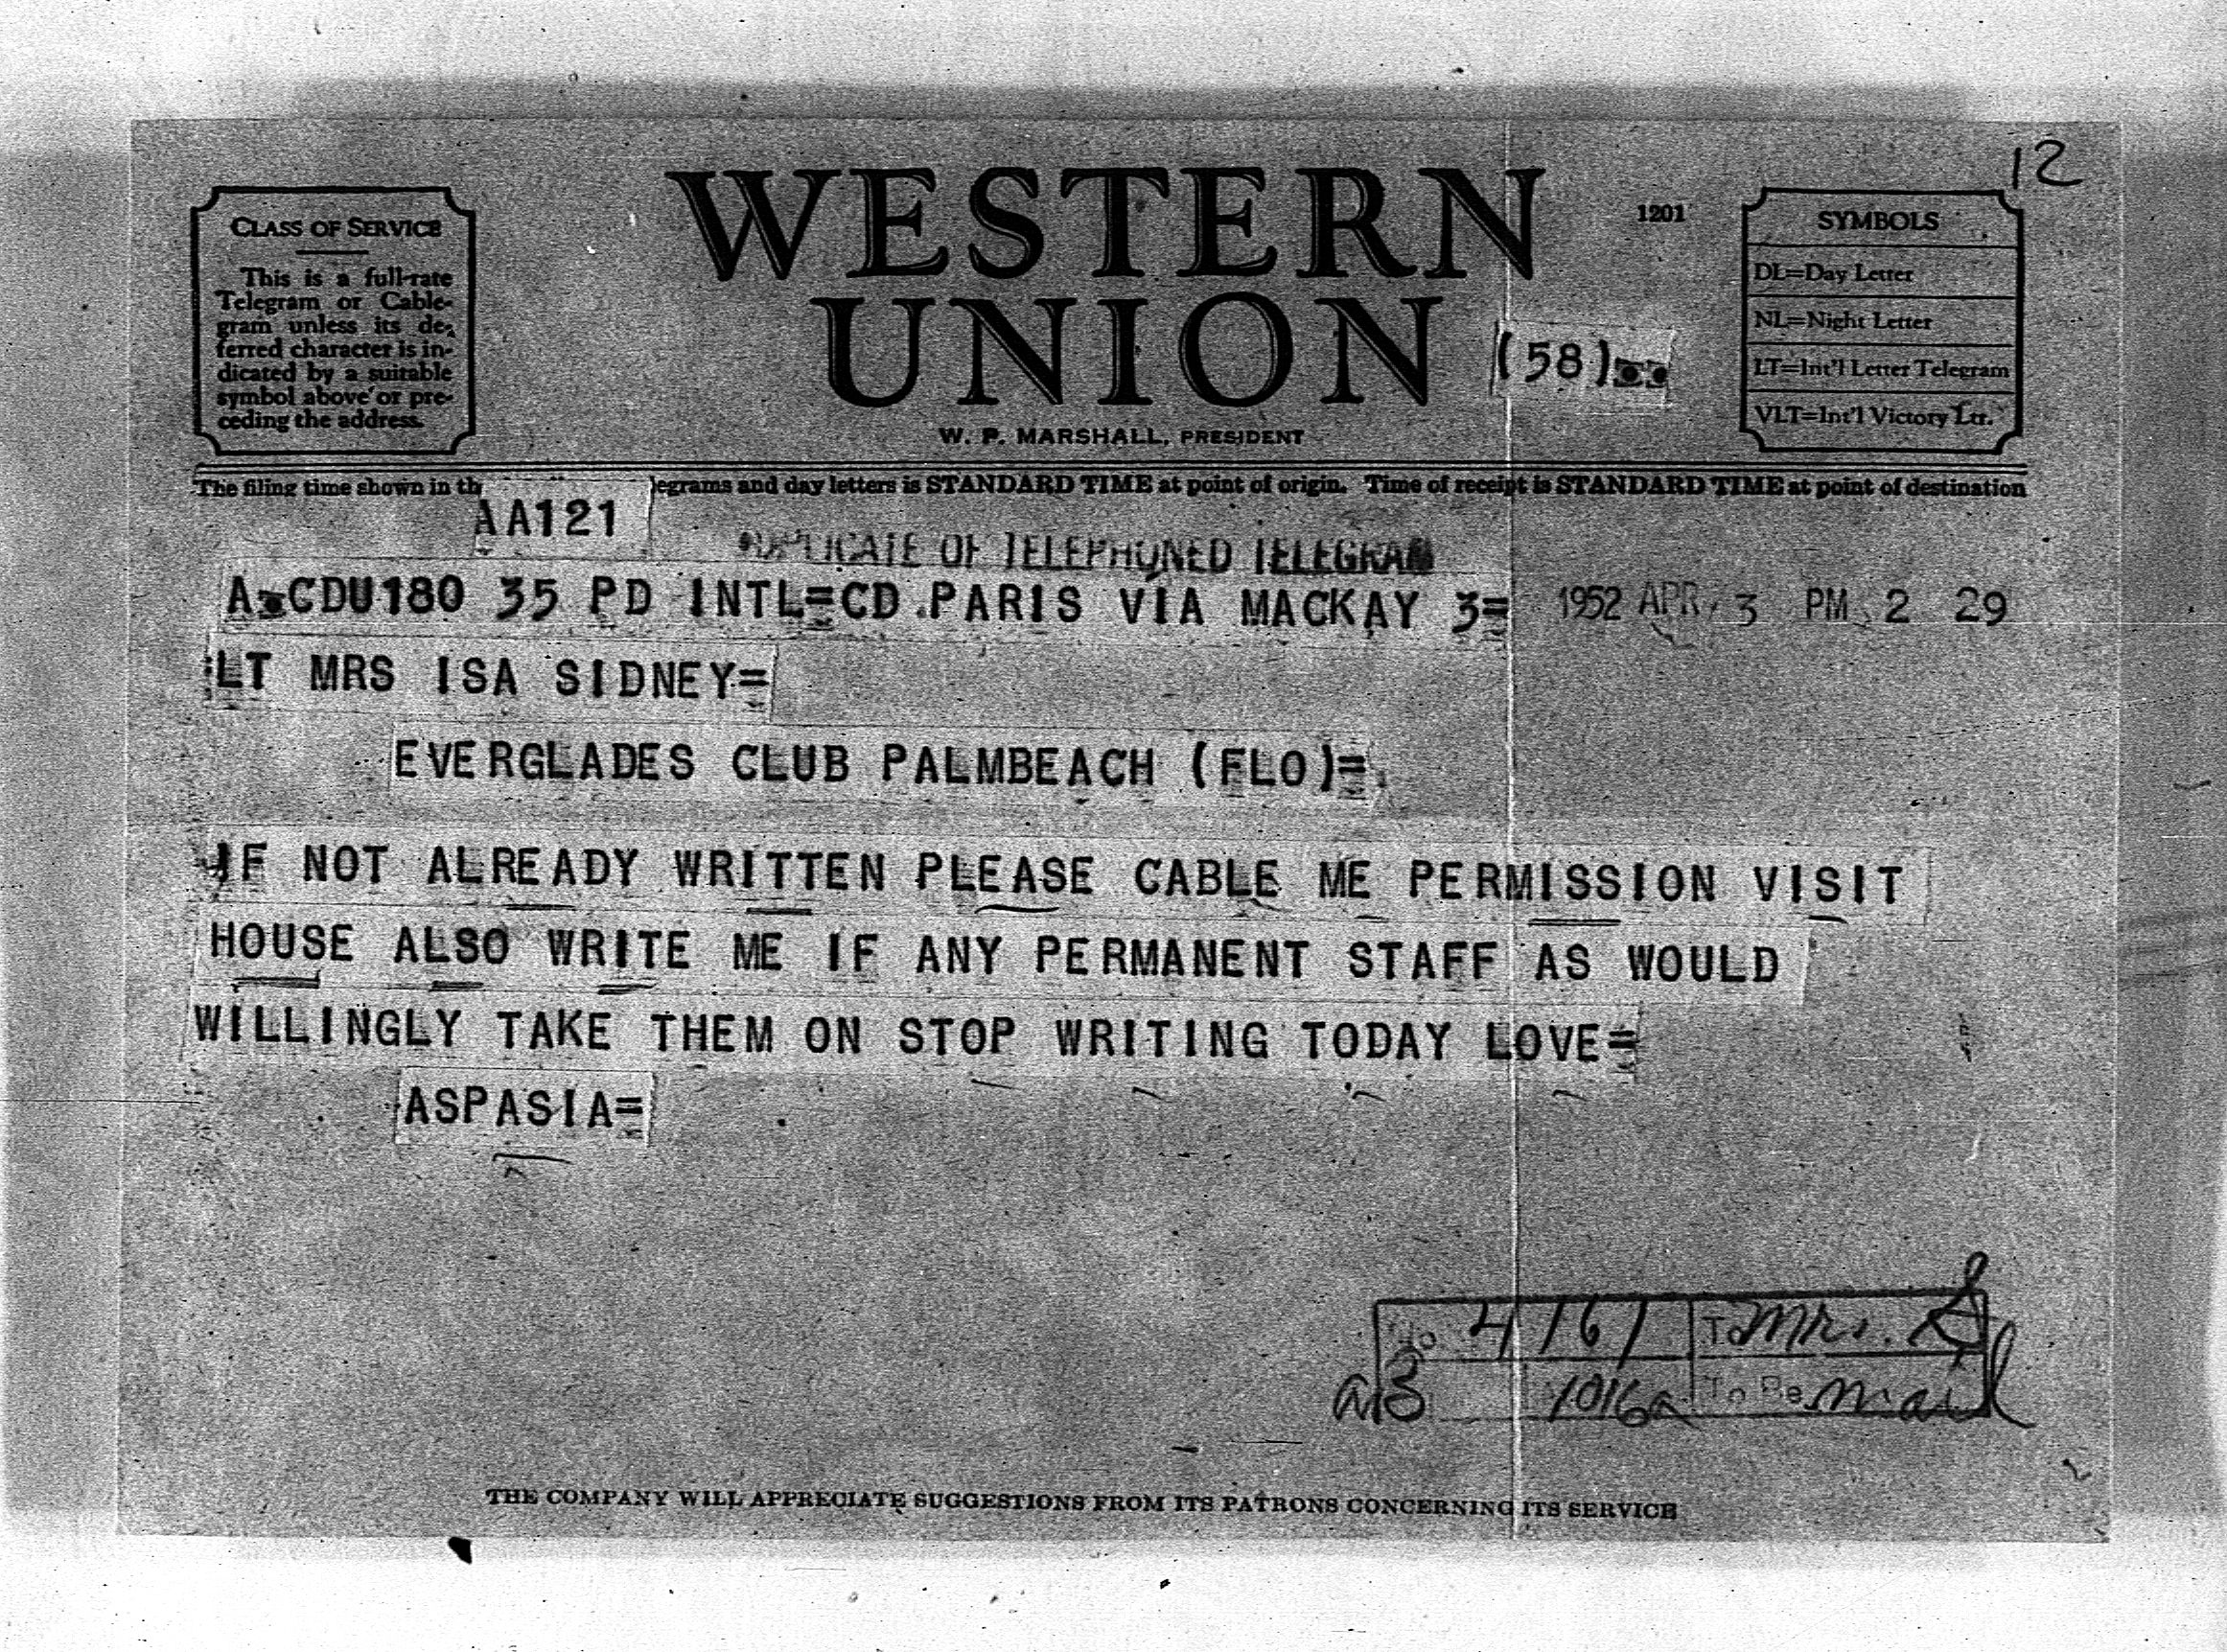 12
WESTERN
UNION
1201
(58)
W. P. MARSHALL, PRESIDENT
CLASS OF SERVICE
This is a full-rate
Telegram or Cable-
gram unless its de-
ferred character is in-
dicated by a suitable
symbol above or pre-
ceding the address.
SYMBOLS
DL=Day Letter
NL=Night Letter
LT=Int'l Letter Telegram
VLT=Int'l Victory Ltr.
The filing time shown in th legrams and day letters is STANDARD TIME at point of origin. Time of receipt is STANDARD TIME at point of destination
AA121
DUPLICATE OF TELEPHONED TELEGRAM
CDU180 35 PD INTL=CD PARIS VIA MACKAY 3= 1952 APR 3 PM 2 29
LT MRS ISA SIDNEY=
EVERGLADES CLUB PALMBEACH (FLO)=
IF NOT ALREADY WRITTEN PLEASE CABLE ME PERMISSION VISIT
HOUSE ALSO WRITE ME IF ANY PERMANENT STAFF AS WOULD
WILLINGLY TAKE THEM ON STOP WRITING TODAY LOVE=
ASPASIA=
No 4161 To Mrs. S
1016a To Be Mail
THE COMPANY WILL APPRECIATE SUGGESTIONS FROM ITS PATRONS CONCERNING ITS SERVICE